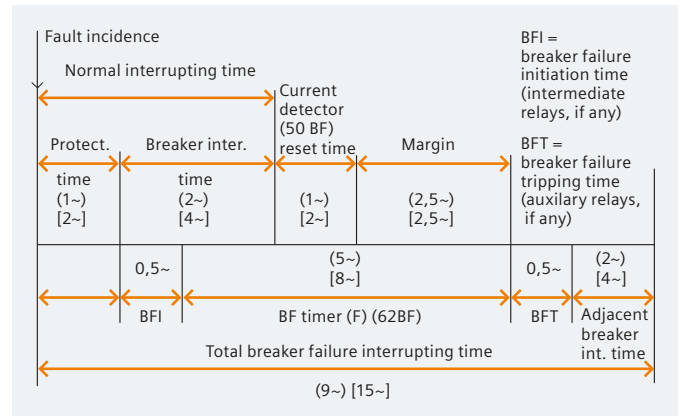 Fault incidence
Normal interrupting time
Current
detector
(50 BF)
reset time
BFI =
breaker failure
initiation time
(intermediate
relays, if any)
Protect.
time
(1~)
[2~]
Breaker inter.
time
(2~)
[4~]
(1~)
[2~]
Margin
(2,5~)
[2,5~]
BFT =
breaker failure
tripping time
(auxilary relays,
if any)
0,5~
(5~)
[8~]
0,5~
(2~)
[4~]
BFI
BF timer (F) (62BF)
BFT
Adjacent
breaker
int. time
Total breaker failure interrupting time
(9~) [15~]